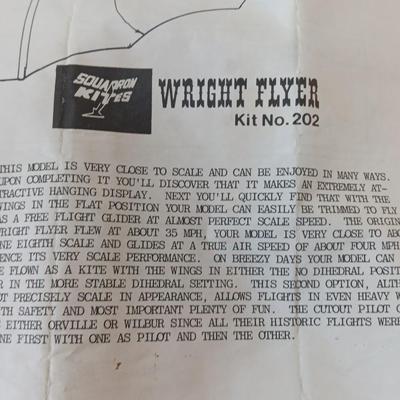 SQUADRON
KITES
WRIGHT FLYER
Kit No. 202
THIS MODEL IS VERY CLOSE TO SCALE AND CAN BE ENJOYED IN MANY WAYS.
UPON COMPLETING IT YOU'LL DISCOVER THAT IT MAKES AN EXTREMELY AT-
TRACTIVE HANGING DISPLAY. NEXT YOU'LL QUICKLY FIND THAT WITH THE
WINGS IN THE FLAT POSITION YOUR MODEL CAN EASILY BE TRIMMED TO FLY
AS A FREE FLIGHT GLIDER AT ALMOST PERFECT SCALE SPEED. THE ORIGIN
WRIGHT FLYER FLEW AT ABOUT 35 MPH, YOUR MODEL IS VERY CLOSE TO ABO
ONE EIGHTH SCALE AND GLIDES AT A TRUE AIR SPEED OF ABOUT FOUR MPH
ENCE ITS VERY SCALE PERFORMANCE. ON BREEZY DAYS YOUR MODEL CAN
E FLOWN AS A KITE WITH THE WINGS IN EITHER THE NO DIHEDRAL POSIT
R IN THE MORE STABLE DIHEDRAL SETTING. THIS SECOND OPTION, ALTH
OT PRECISELY SCALE IN APPEARANCE, ALLOWS FLIGHTS IN EVEN HEAVY W
TH SAFETY AND MOST IMPORTANT PLENTY OF FUN. THE CUTOUT PILOT C
S EITHER ORVILLE OR WILBUR SINCE ALL THEIR HISTORIC FLIGHTS WERE
NE FIRST WITH ONE AS PILOT AND THEN THE OTHER.